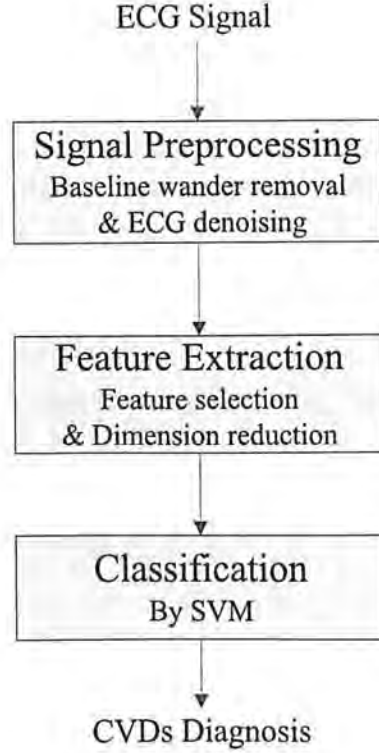 ECG Signal
Signal Preprocessing
Baseline wander removal
& ECG denoising
Feature Extraction
Feature selection
& Dimension reduction
Classification
By SVM
CVDs Diagnosis